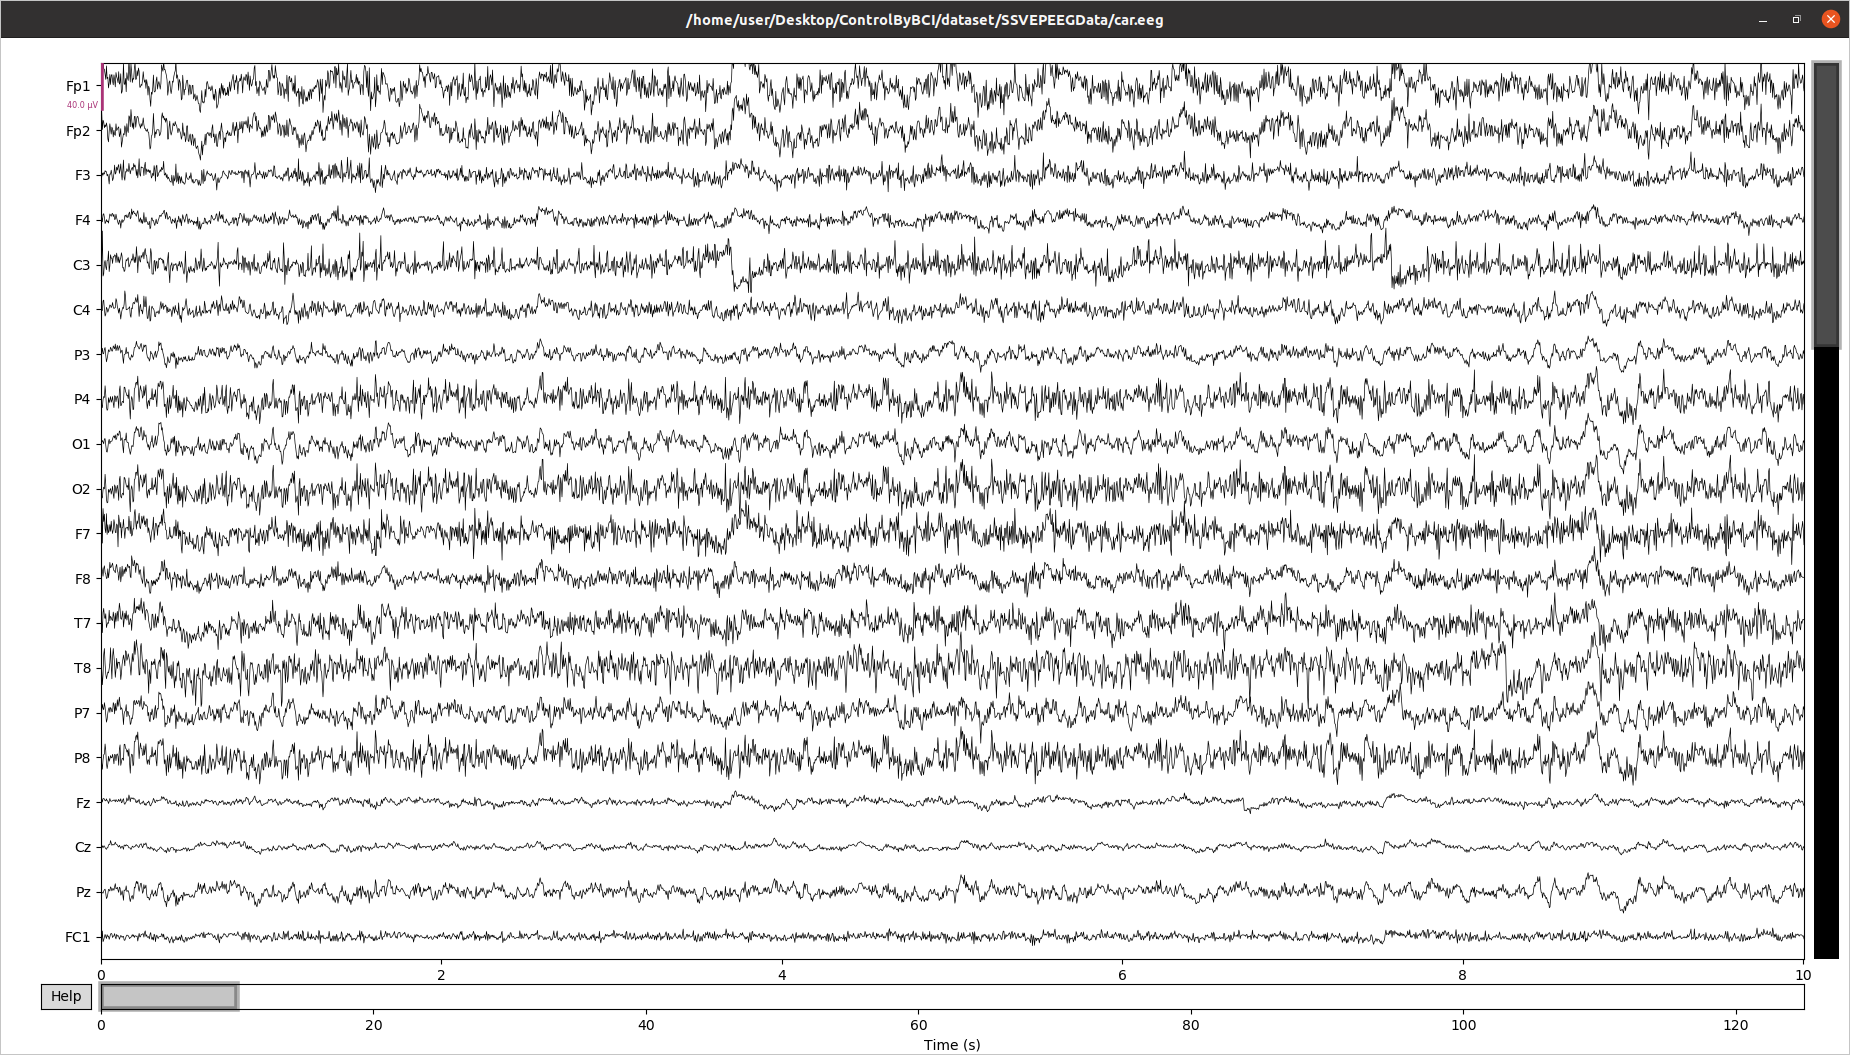 /home/user/Desktop/ControlByBCI/dataset/SSVEPEEGData/car.eeg
Fp1
40.0 µV
Fp2
F3
F4
C3
C4
P3
P4
O1
O2
F7
F8
T7
T8
P7
P8
Fz
Cz
Pz
FC1
0 2 4 6 8 10
Help
0 20 40 60 80 100 120
Time (s)